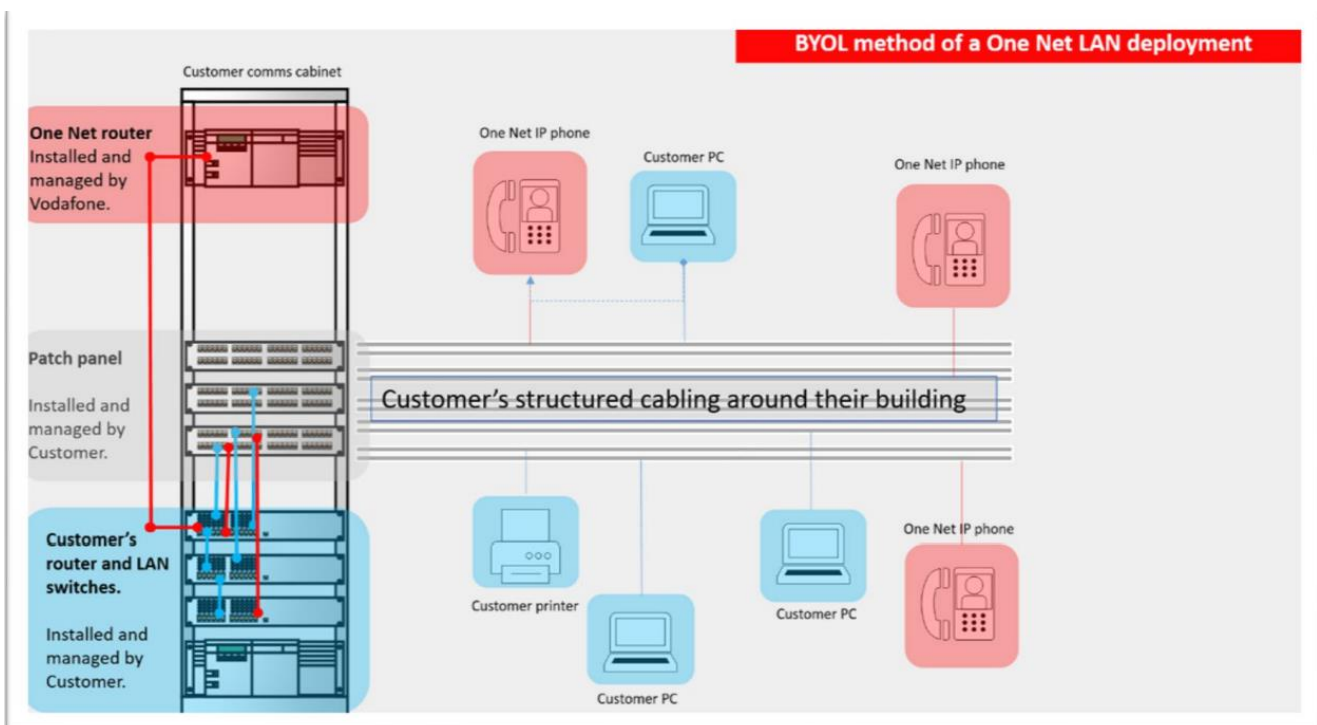 BYOL method of a One Net LAN deployment
Customer comms cabinet
One Net router
Installed and
managed by
Vodafone.
One Net IP phone
Customer PC
One Net IP phone
Patch panel
Installed and
managed by
Customer.
Customer's structured cabling around their building
Customer's
router and LAN
switches.
Installed and
managed by
Customer.
Customer printer
Customer PC
Customer PC
One Net IP phone